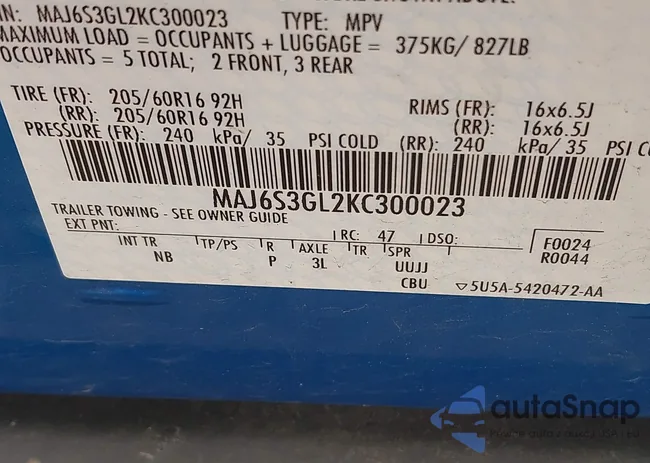 N: MAJ6S3GL2KC300023 TYPE: MPV
MAXIMUM LOAD = OCCUPANTS + LUGGAGE = 375KG/ 827LB
OCCUPANTS = 5 TOTAL; 2 FRONT, 3 REAR
TIRE (FR): 205/60R16 92H RIMS (FR): 16x6.5J
(RR): 205/60R16 92H (RR): 16x6.5J
PRESSURE (FR): 240 kPa/ 35 PSI COLD (RR): 240 kPa/ 35 PSI C
MAJ6S3GL2KC300023
TRAILER TOWING - SEE OWNER GUIDE
EXT PNT: RC: 47 DSO: F0024
INT TR TP/PS R AXLE TR SPR R0044
NB P 3L UUJJ
CBU 5U5A-5420472-AA
autoSnap